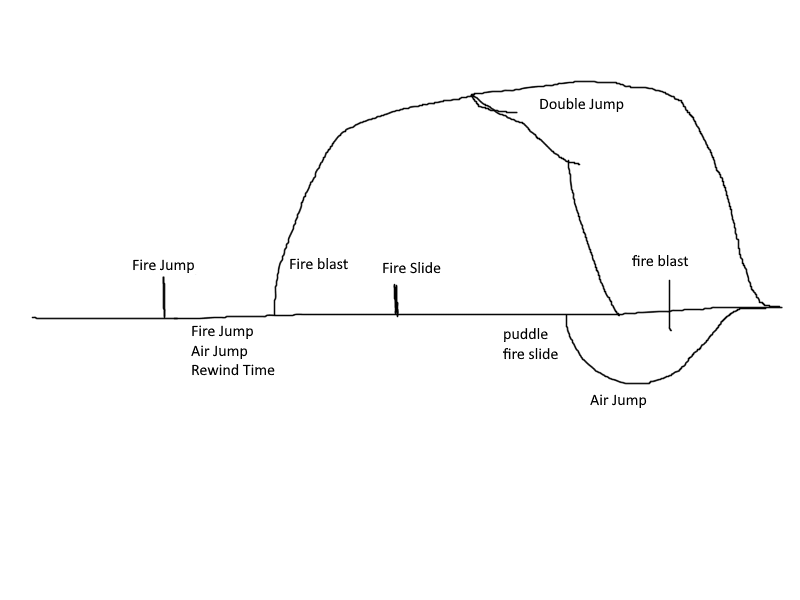 Double Jump
Fire Jump
Fire blast
Fire Slide
fire blast
Fire Jump
Air Jump
Rewind Time
puddle
fire slide
Air Jump